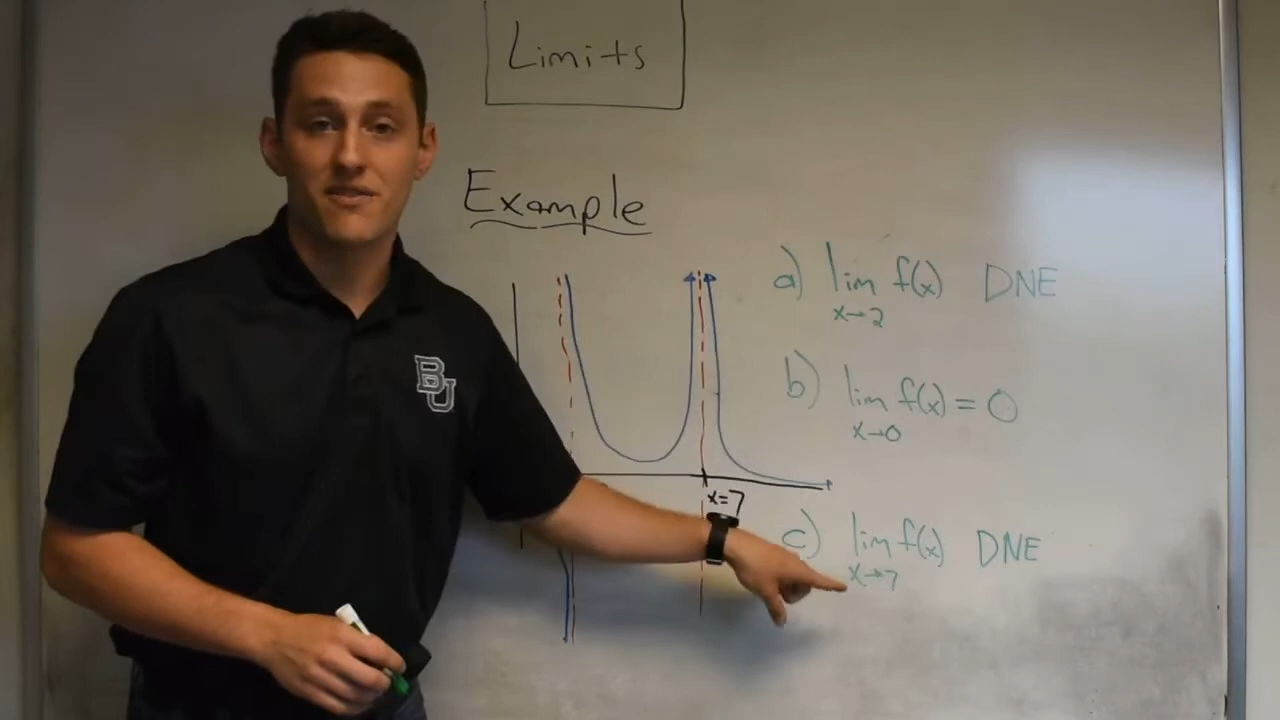 Limits
Example
a) lim f(x) DNE
x→2
b) lim f(x) = 0
x→0
x=7
c) lim f(x) DNE
x→7
BU